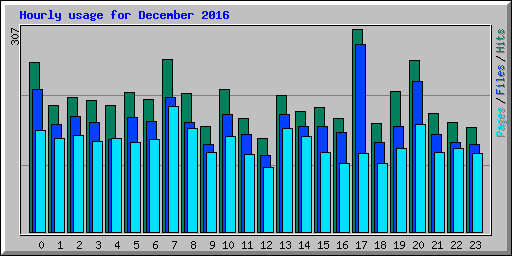 Hourly usage for December 2016
307
Pages / Files / Hits
0 1 2 3 4 5 6 7 8 9 10 11 12 13 14 15 16 17 18 19 20 21 22 23